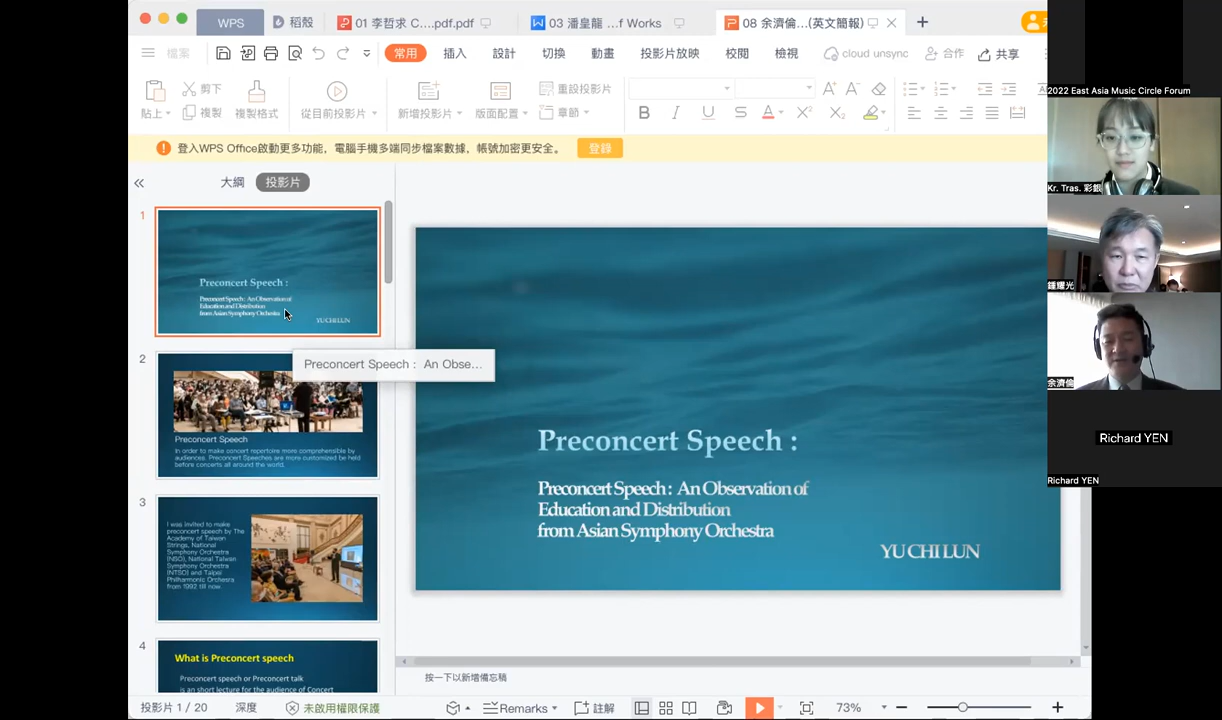 WPS
稻殼
01 李哲求 C....pdf.pdf
03 潘皇龍 ...f Works
08 余濟倫...(英文簡報)
檔案
常用
插入
設計
切換
動畫
投影片放映
校閱
檢視
cloud unsync
合作
共享
貼上
剪下
複製
複製格式
從目前投影片
新增投影片
版面配置
重設投影片
章節
B I U S A X² X₂
登入WPS Office啟動更多功能，電腦手機多端同步檔案數據，帳號加密更安全。
登錄
大綱
投影片
1
Preconcert Speech :
Preconcert Speech : An Observation of
Education and Distribution
from Asian Symphony Orchestra
YU CHI LUN
Preconcert Speech : An Obse...
2
Preconcert Speech
In order to make concert repertoire more comprehensible by
audiences. Preconcert Speeches are more customized be held
before concerts all around the world.
3
I was invited to make
preconcert speech by The
Academy of Taiwan
Strings, National
Symphony Orchestra
(NSO), National Taiwan
Symphony Orchestra
(NTSO) and Taipei
Philharmonic Orchestra
from 1992 till now.
4
What is Preconcert speech
Preconcert speech or Preconcert talk
is an short lecture for the audience of Concert
Preconcert Speech :
Preconcert Speech : An Observation of
Education and Distribution
from Asian Symphony Orchestra
YU CHI LUN
按一下以新增備忘稿
投影片 1 / 20
深度
未啟用權限保護
Remarks
註解
73%
2022 East Asia Music Circle Forum
Kr. Tras. 彩銀
鍾耀光
余濟倫
Richard YEN
Richard YEN